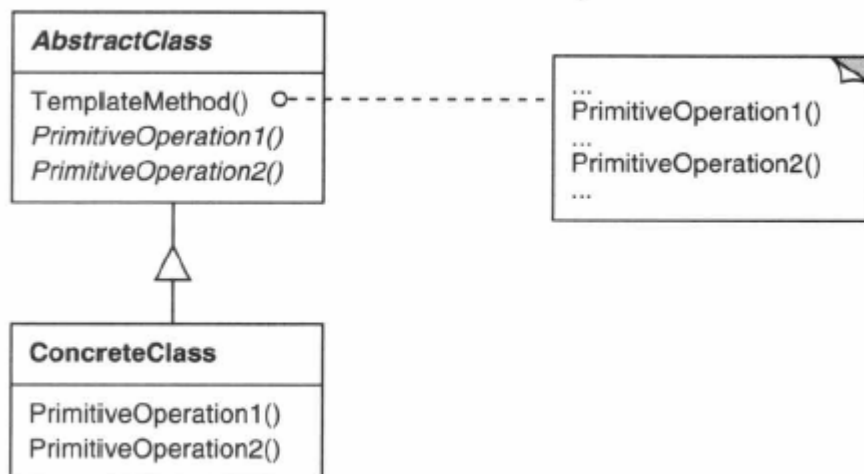 AbstractClass
TemplateMethod()
PrimitiveOperation1()
PrimitiveOperation2()
...
PrimitiveOperation1()
...
PrimitiveOperation2()
...
ConcreteClass
PrimitiveOperation1()
PrimitiveOperation2()